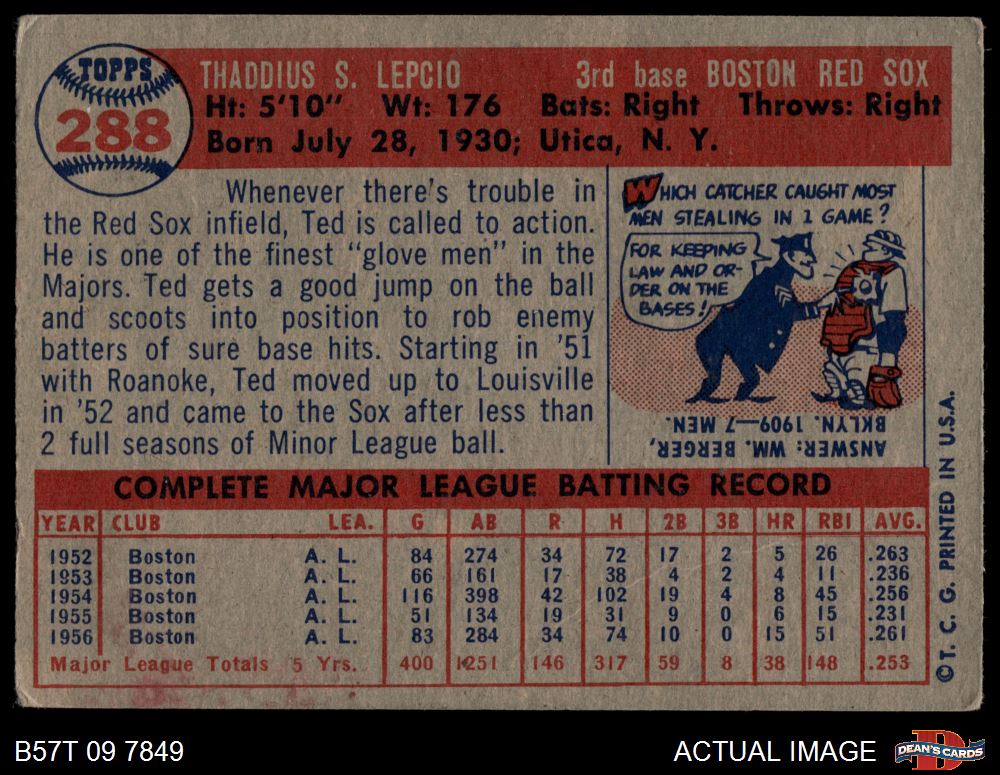 TOPPS
288
THADDIUS S. LEPCIO 3rd base BOSTON RED SOX
Ht: 5'10" Wt: 176 Bats: Right Throws: Right
Born July 28, 1930; Utica, N. Y.
Whenever there's trouble in
the Red Sox infield, Ted is called to action.
He is one of the finest "glove men" in the
Majors. Ted gets a good jump on the ball
and scoots into position to rob enemy
batters of sure base hits. Starting in '51
with Roanoke, Ted moved up to Louisville
in '52 and came to the Sox after less than
2 full seasons of Minor League ball.
WHICH CATCHER CAUGHT MOST
MEN STEALING IN 1 GAME?
FOR KEEPING
LAW AND OR-
DER ON THE
BASES!
ANSWER: WM. BERGER,
BKLYN. 1909—7 MEN.
COMPLETE MAJOR LEAGUE BATTING RECORD
YEAR CLUB LEA. G AB R H 2B 3B HR RBI AVG.
1952 Boston A. L. 84 274 34 72 17 2 5 26 .263
1953 Boston A. L. 66 161 17 38 4 2 4 11 .236
1954 Boston A. L. 116 398 42 102 19 4 8 45 .256
1955 Boston A. L. 51 134 19 31 9 0 6 15 .231
1956 Boston A. L. 83 284 34 74 10 0 15 51 .261
Major League Totals 5 Yrs. 400 1251 146 317 59 8 38 148 .253
©T. C. G. PRINTED IN U.S.A.
B57T 09 7849
ACTUAL IMAGE
DEAN'S CARDS